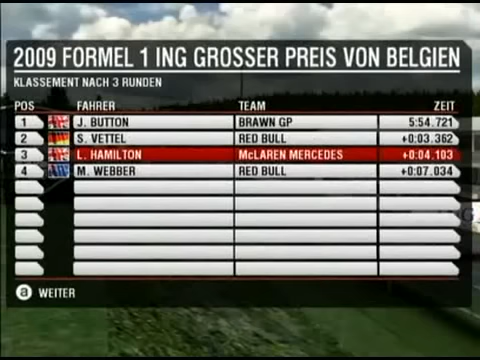 2009 FORMEL 1 ING GROSSER PREIS VON BELGIEN
KLASSEMENT NACH 3 RUNDEN
POS FAHRER TEAM ZEIT
1 J. BUTTON BRAWN GP 5:54.721
2 S. VETTEL RED BULL +0:03.362
3 L. HAMILTON McLAREN MERCEDES +0:04.103
4 M. WEBBER RED BULL +0:07.034
a WEITER